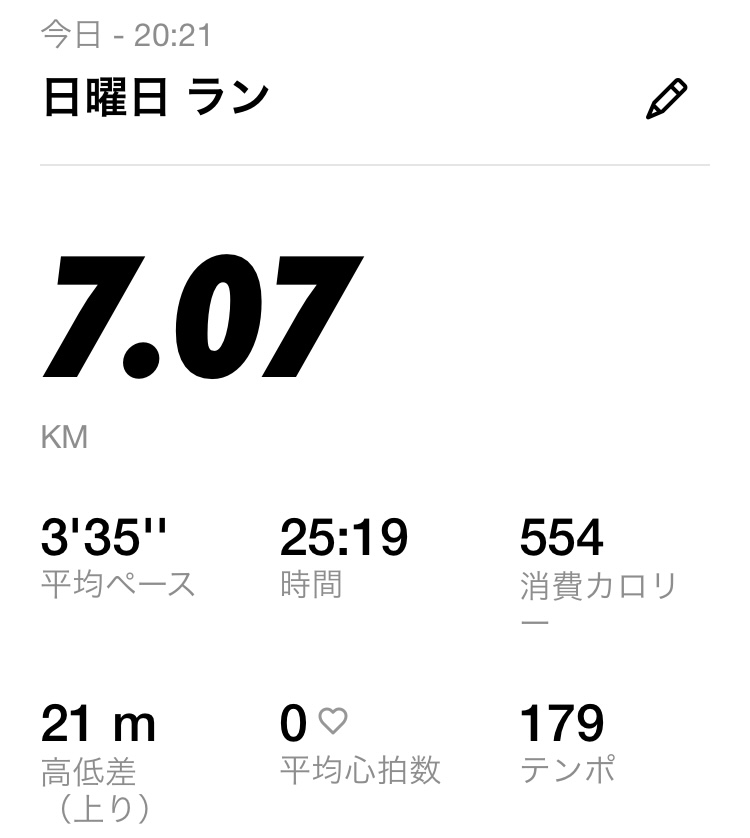 今日 - 20:21
日曜日 ラン
7.07
KM
3'35'' 25:19 554
平均ペース 時間 消費カロリ
ー
21 m 0 179
高低差 平均心拍数 テンポ
（上り）